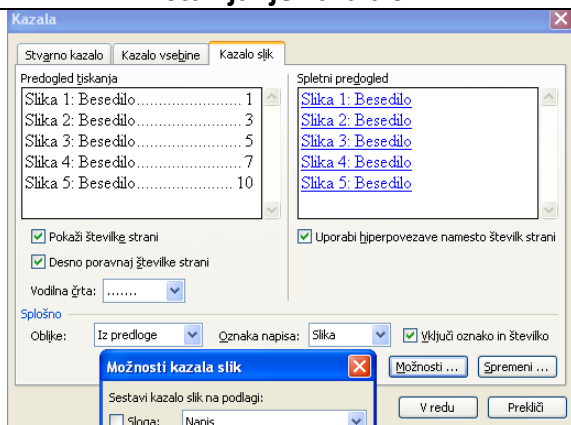 Kazala
Stvarno kazalo
Kazalo vsebine
Kazalo slik
Predogled tiskanja
Slika 1: Besedilo........................ 1
Slika 2: Besedilo........................ 3
Slika 3: Besedilo........................ 5
Slika 4: Besedilo........................ 7
Slika 5: Besedilo...................... 10
Spletni predogled
Slika 1: Besedilo
Slika 2: Besedilo
Slika 3: Besedilo
Slika 4: Besedilo
Slika 5: Besedilo
Pokaži številke strani
Uporabi hiperpovezave namesto številk strani
Desno poravnaj številke strani
Vodilna črta: .......
Splošno
Oblike: Iz predloge
Oznaka napisa: Slika
Vključi oznako in številko
Možnosti kazala slik
Možnosti ...
Spremeni ...
Sestavi kazalo slik na podlagi:
Sloga: Napis
V redu
Prekliči